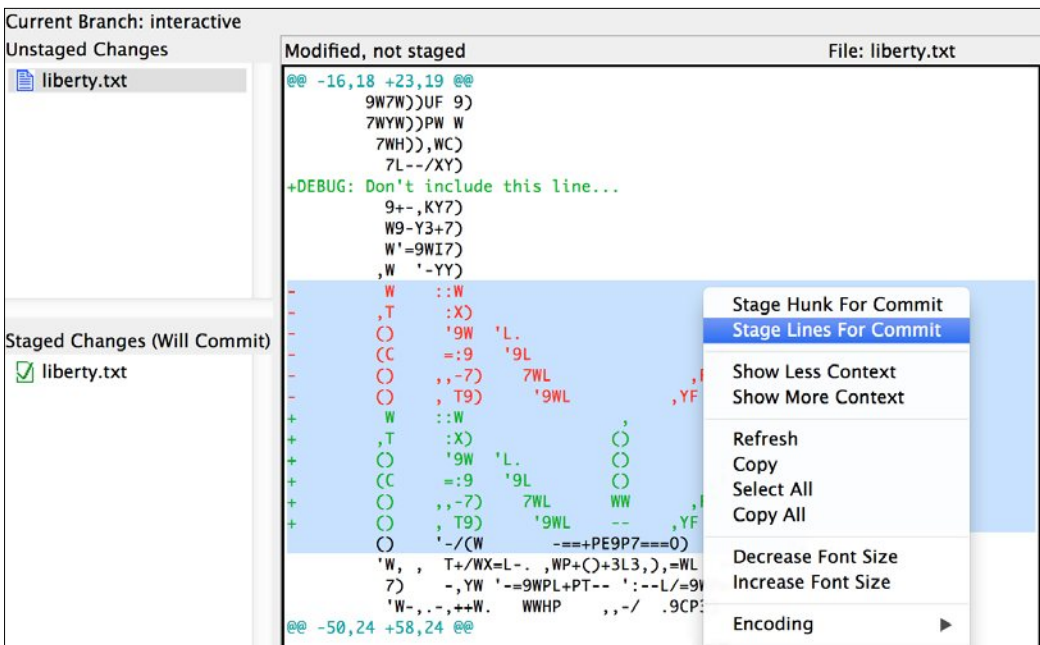 Current Branch: interactive
Unstaged Changes
liberty.txt
Staged Changes (Will Commit)
liberty.txt
Modified, not staged File: liberty.txt
@@ -16,18 +23,19 @@
9W7W))UF 9)
7WYW))PW W
7WH)),WC)
7L--/XY)
+DEBUG: Don't include this line...
9+-,KY7)
W9-Y3+7)
W'=9WI7)
,W '-YY)
- W ::W
- ,T :X)
- () '9W 'L.
- (C =:9 '9L
- () ,,-7) 7WL
- () , T9) '9WL ,YF
+ W ::W ,
+ ,T :X) ()
+ () '9W 'L. ()
+ (C =:9 '9L ()
+ () ,,-7) 7WL WW
+ () , T9) '9WL -- ,YF
() '-/(W -==+PE9P7===O)
'W, , T+/WX=L-. ,WP+()+3L3,),=WL
7) -,YW '-=9WPL+PT-- ':--L/=9
'W-,.-,++W. WWHP ,,-/ .9CP
@@ -50,24 +58,24 @@
Stage Hunk For Commit
Stage Lines For Commit
Show Less Context
Show More Context
Refresh
Copy
Select All
Copy All
Decrease Font Size
Increase Font Size
Encoding